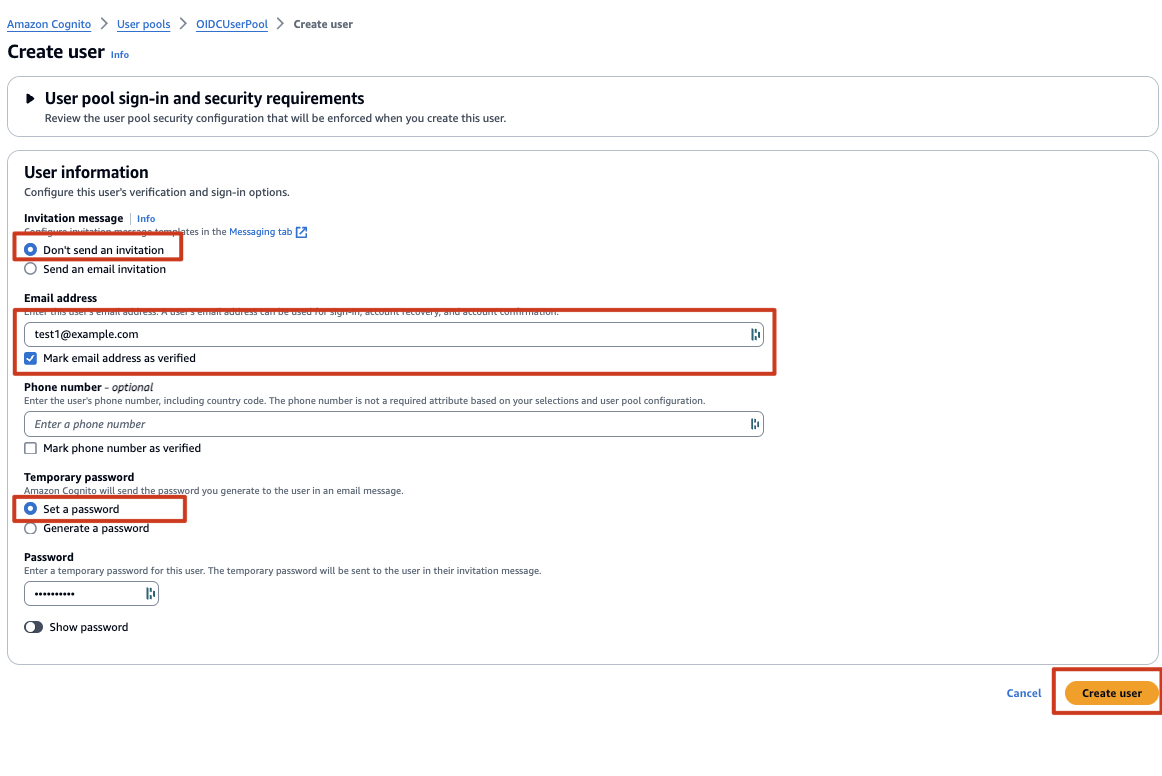 Amazon Cognito > User pools > OIDCUserPool > Create user
Create user Info
User pool sign-in and security requirements
Review the user pool security configuration that will be enforced when you create this user.
User information
Configure this user's verification and sign-in options.
Invitation message | Info
Configure invitation message templates in the Messaging tab
Don't send an invitation
Send an email invitation
Email address
Enter this user's email address. A user's email address can be used for sign-in, account recovery, and account confirmation.
test1@example.com
Mark email address as verified
Phone number - optional
Enter the user's phone number, including country code. The phone number is not a required attribute based on your selections and user pool configuration.
Enter a phone number
Mark phone number as verified
Temporary password
Amazon Cognito will send the password you generate to the user in an email message.
Set a password
Generate a password
Password
Enter a temporary password for this user. The temporary password will be sent to the user in their invitation message.
••••••••••
Show password
Cancel
Create user